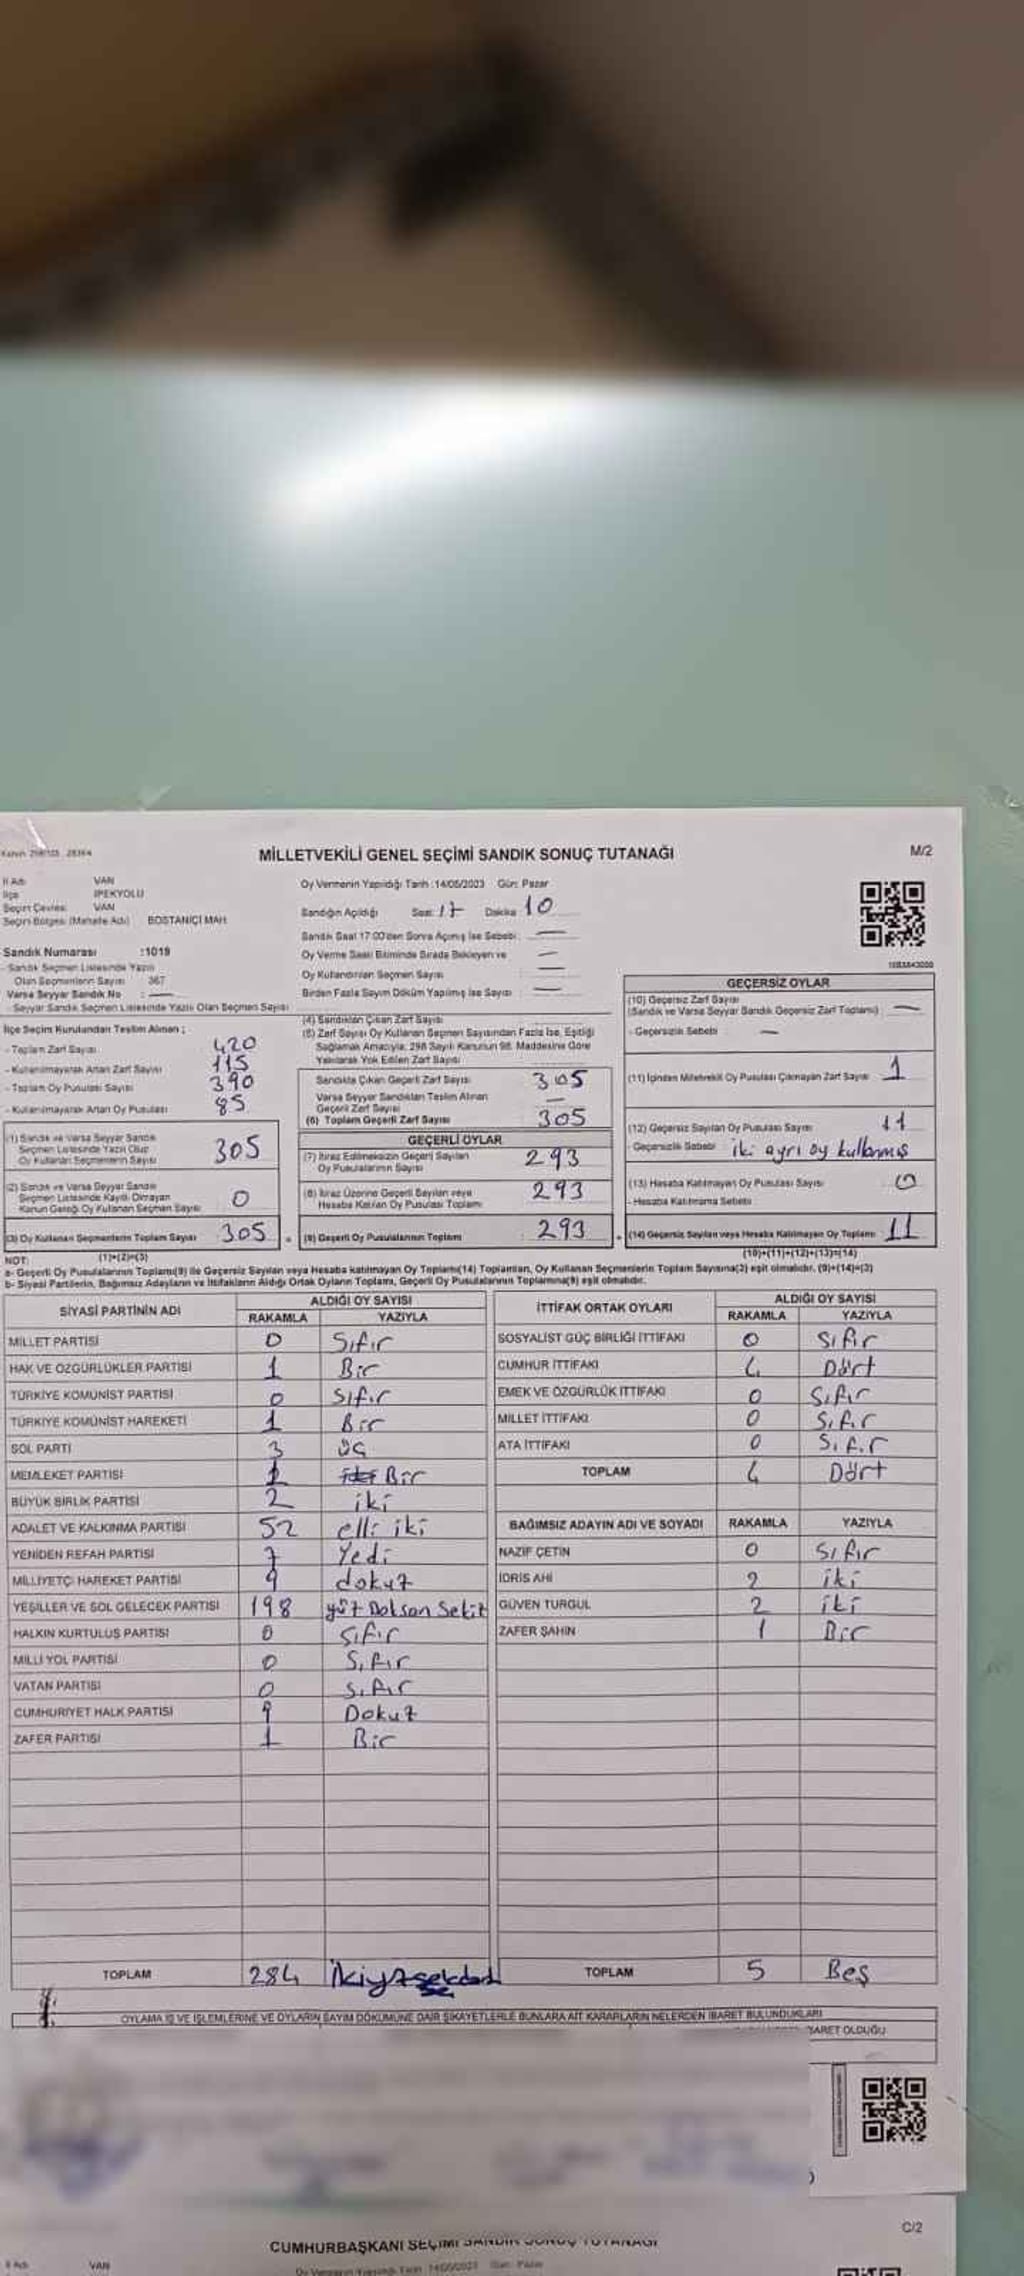 MİLLETVEKİLİ GENEL SEÇİMİ SANDIK SONUÇ TUTANAĞI
M/2
İl Adı VAN
İlçe İPEKYOLU
Seçim Çevresi VAN
Seçim Bölgesi (Mahalle Adı) BOSTANİÇİ MAH
Sandık Numarası :1019
- Sandık Seçmen Listesinde Yazılı
Olan Seçmenlerin Sayısı 367
Varsa Seyyar Sandık No : —
- Seyyar Sandık Seçmen Listesinde Yazılı Olan Seçmen Sayısı
Oy Vermenin Yapıldığı Tarih :14/05/2023 Gün: Pazar
Sandığın Açıldığı Saat: 17 Dakika 10
Sandık Saat 17:00'den Sonra Açılmış İse Sebebi : —
Oy Verme Saati Bitiminde Sırada Bekleyen ve —
Oy Kullandırılan Seçmen Sayısı —
Birden Fazla Sayım Döküm Yapılmış İse Sayısı : —
İlçe Seçim Kurulundan Teslim Alınan ;
- Toplam Zarf Sayısı 420
- Kullanılmayarak Artan Zarf Sayısı 115
- Toplam Oy Pusulası Sayısı 390
- Kullanılmayarak Artan Oy Pusulası 85
(1) Sandık ve Varsa Seyyar Sandık
Seçmen Listesinde Yazılı Olup
Oy Kullanan Seçmenlerin Sayısı 305
(2) Sandık ve Varsa Seyyar Sandık
Seçmen Listesinde Kayıtlı Olmayan
Kanun Gereği Oy Kullanan Seçmen Sayısı 0
(3) Oy Kullanan Seçmenlerin Toplam Sayısı 305
(1)+(2)=(3)
(4) Sandıktan Çıkan Zarf Sayısı
(5) Zarf Sayısı Oy Kullanan Seçmen Sayısından Fazla İse, Eşitliği
Sağlamak Amacıyla; 298 Sayılı Kanunun 98. Maddesine Göre
Yakılarak Yok Edilen Zarf Sayısı
Sandıkta Çıkan Geçerli Zarf Sayısı 305
Varsa Seyyar Sandıktan Teslim Alınan
Geçerli Zarf Sayısı —
(6) Toplam Geçerli Zarf Sayısı 305
GEÇERLİ OYLAR
(7) İtiraz Edilmeksizin Geçerli Sayılan
Oy Pusulalarının Sayısı 293
(8) İtiraz Üzerine Geçerli Sayılan veya
Hesaba Katılan Oy Pusulası Toplamı 293
(9) Geçerli Oy Pusulalarının Toplamı : 293
GEÇERSİZ OYLAR
(10) Geçersiz Zarf Sayısı
(Sandık ve Varsa Seyyar Sandık Geçersiz Zarf Toplamı) —
- Geçersizlik Sebebi —
(11) İçinden Milletvekili Oy Pusulası Çıkmayan Zarf Sayısı 1
(12) Geçersiz Sayılan Oy Pusulası Sayısı 11
Geçersizlik Sebebi iki ayrı oy kullanmış
(13) Hesaba Katılmayan Oy Pusulası Sayısı 0
- Hesaba Katılmama Sebebi
(14) Geçersiz Sayılan veya Hesaba Katılmayan Oy Toplamı 11
(10)+(11)+(12)+(13)=(14)
NOT:
a- Geçerli Oy Pusulalarının Toplamı(9) ile Geçersiz Sayılan veya Hesaba katılmayan Oy Toplamı(14) Toplamları, Oy Kullanan Seçmenlerin Toplam Sayısına(3) eşit olmalıdır. (9)+(14)=(3)
b- Siyasi Partilerin, Bağımsız Adayların ve İttifakların Aldığı Ortak Oyların Toplamı, Geçerli Oy Pusulalarının Toplamına(9) eşit olmalıdır.
SİYASİ PARTİNİN ADI ALDIĞI OY SAYISI
RAKAMLA YAZIYLA
MİLLET PARTİSİ 0 Sıfır
HAK VE ÖZGÜRLÜKLER PARTİSİ 1 Bir
TÜRKİYE KOMÜNİST PARTİSİ 0 Sıfır
TÜRKİYE KOMÜNİST HAREKETİ 1 Bir
SOL PARTİ 3 üç
MEMLEKET PARTİSİ 1 Bir
BÜYÜK BİRLİK PARTİSİ 2 iki
ADALET VE KALKINMA PARTİSİ 52 elli iki
YENİDEN REFAH PARTİSİ 7 Yedi
MİLLİYETÇİ HAREKET PARTİSİ 9 dokuz
YEŞİLLER VE SOL GELECEK PARTİSİ 198 yüz Doksan Sekiz
HALKIN KURTULUŞ PARTİSİ 0 Sıfır
MİLLİ YOL PARTİSİ 0 Sıfır
VATAN PARTİSİ 0 Sıfır
CUMHURİYET HALK PARTİSİ 9 Dokuz
ZAFER PARTİSİ 1 Bir
TOPLAM 284
İTTİFAK ORTAK OYLARI ALDIĞI OY SAYISI
RAKAMLA YAZIYLA
SOSYALİST GÜÇ BİRLİĞİ İTTİFAKI 0 Sıfır
CUMHUR İTTİFAKI 4 Dört
EMEK VE ÖZGÜRLÜK İTTİFAKI 0 Sıfır
MİLLET İTTİFAKI 0 Sıfır
ATA İTTİFAKI 0 Sıfır
TOPLAM 4 Dört
BAĞIMSIZ ADAYIN ADI VE SOYADI RAKAMLA YAZIYLA
NAZİF ÇETİN 0 Sıfır
İDRİS AHİ 2 iki
GÜVEN TURGUL 2 iki
ZAFER ŞAHİN 1 Bir
TOPLAM 5 Beş
OYLAMA İŞ VE İŞLEMLERİNE VE OYLARIN SAYIM DÖKÜMÜNE DAİR ŞİKAYETLERLE BUNLARA AİT KARARLARIN NELERDEN İBARET BULUNDUKLARI
OLDUĞU
C/2
CUMHURBAŞKANI SEÇİMİ SANDIK SONUÇ TUTANAĞI
İl Adı VAN
Oy Vermenin Yapıldığı Tarih :14/05/2023 Gün: Pazar